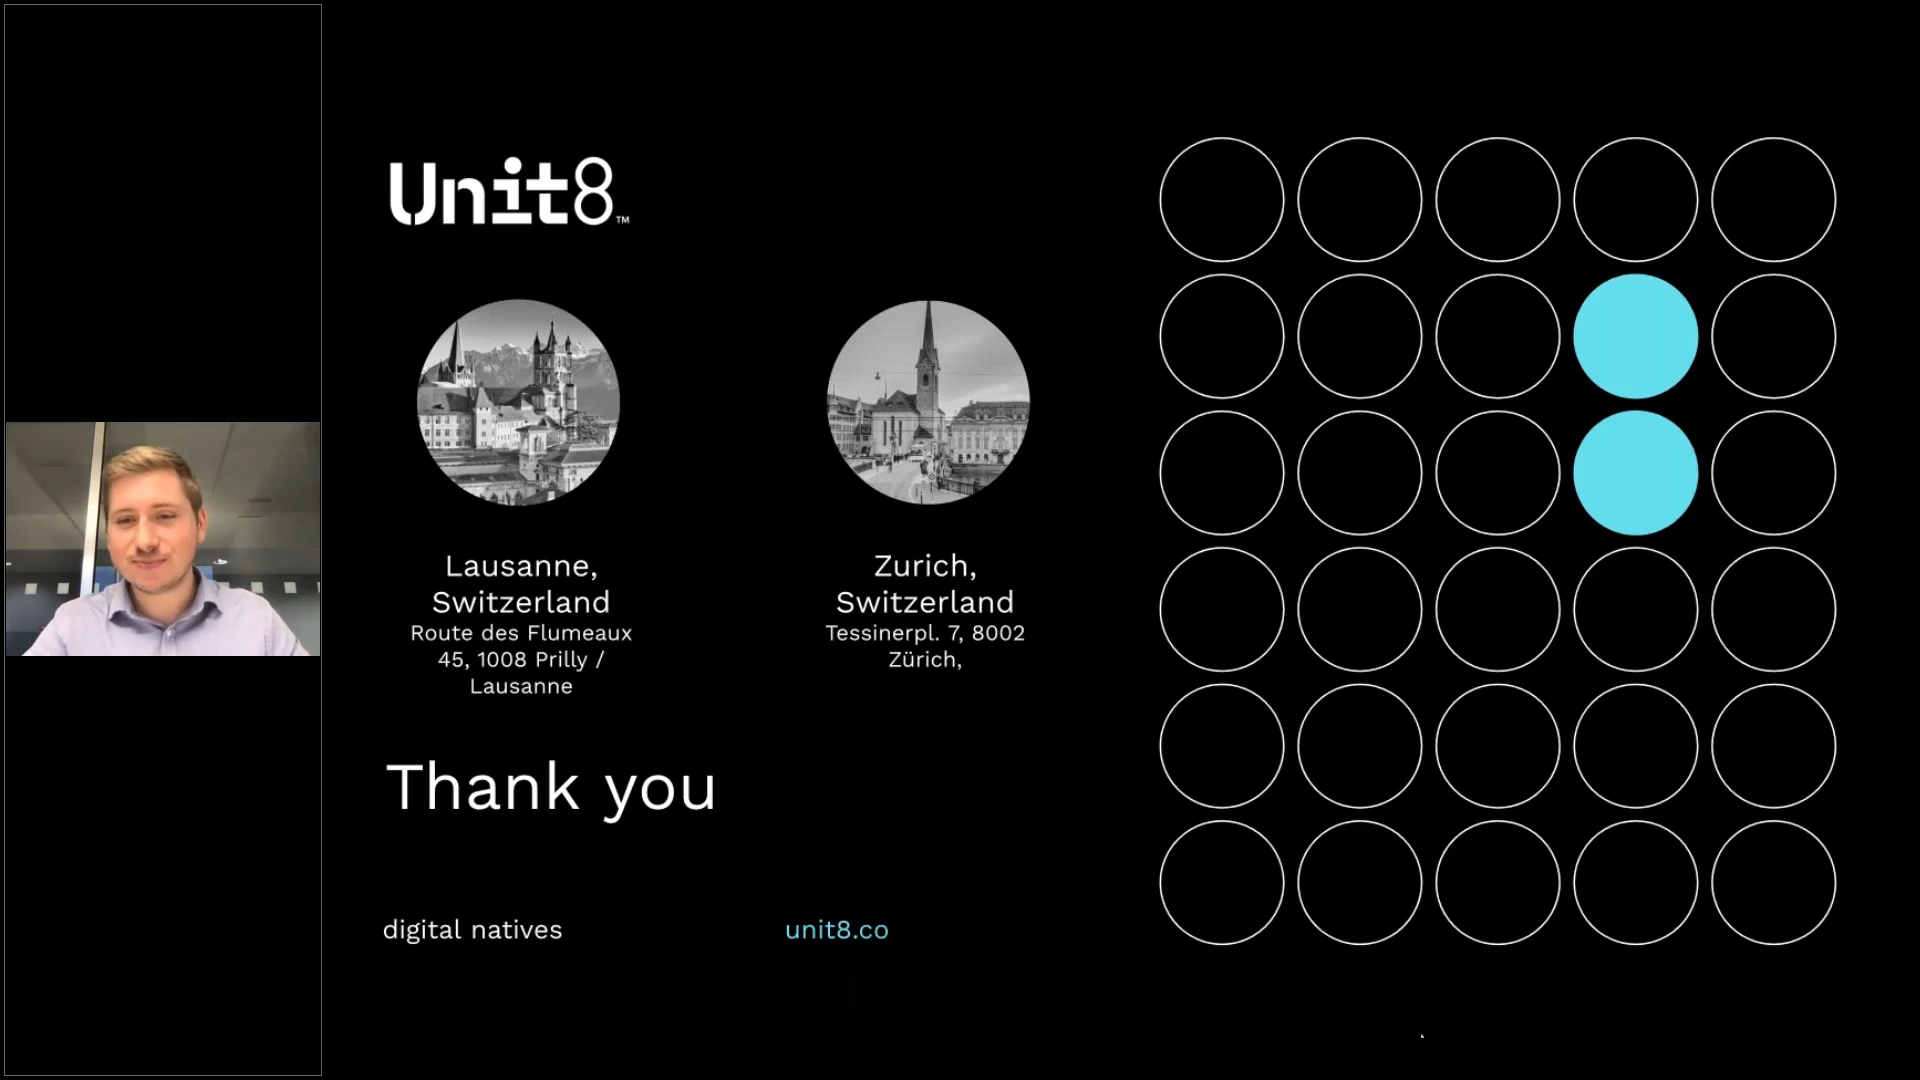 Unit8™
Lausanne,
Switzerland
Route des Flumeaux
45, 1008 Prilly /
Lausanne
Zurich,
Switzerland
Tessinerpl. 7, 8002
Zürich,
Thank you
digital natives
unit8.co